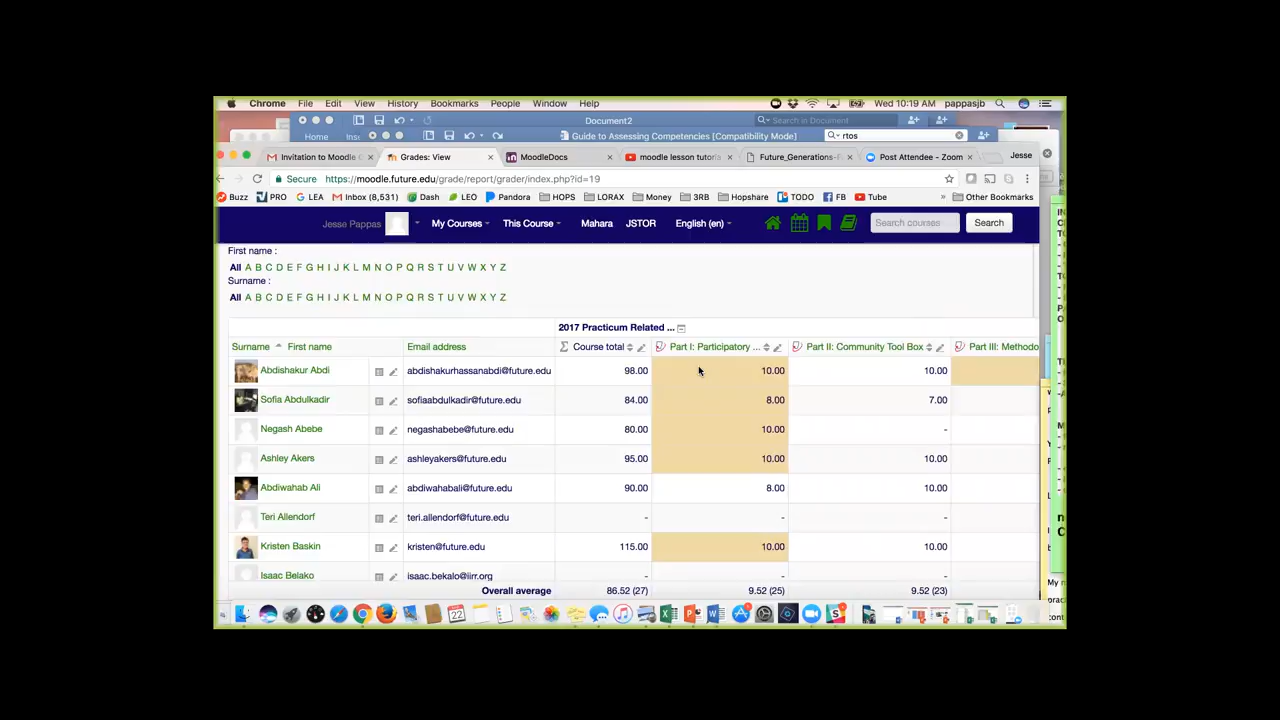 Chrome File Edit View History Bookmarks People Window Help Wed 10:19 AM pappasjb
Document2 Search in Document
Home Inse Guide to Assessing Competencies [Compatibility Mode] rtos
Invitation to Moodle Grades: View MoodleDocs moodle lesson tutoria Future_Generations- Post Attendee - Zoom Jesse
Secure https://moodle.future.edu/grade/report/grader/index.php?id=19
Buzz PRO LEA Inbox (8,531) Dash LEO Pandora HOPS LORAX Money 3RB Hopshare TODO FB Tube » Other Bookmarks
Jesse Pappas My Courses This Course Mahara JSTOR English (en) Search courses Search
First name :
All A B C D E F G H I J K L M N O P Q R S T U V W X Y Z
Surname :
All A B C D E F G H I J K L M N O P Q R S T U V W X Y Z
2017 Practicum Related ...
Surname First name Email address Σ Course total Part I: Participatory ... Part II: Community Tool Box Part III: Methodo
Abdishakur Abdi abdishakurhassanabdi@future.edu 98.00 10.00 10.00
Sofia Abdulkadir sofiaabdulkadir@future.edu 84.00 8.00 7.00
Negash Abebe negashabebe@future.edu 80.00 10.00 -
Ashley Akers ashleyakers@future.edu 95.00 10.00 10.00
Abdiwahab Ali abdiwahabali@future.edu 90.00 8.00 10.00
Teri Allendorf teri.allendorf@future.edu - - -
Kristen Baskin kristen@future.edu 115.00 10.00 10.00
Isaac Bekalo isaac.bekalo@iirr.org - - -
Overall average 86.52 (27) 9.52 (25) 9.52 (23)
22